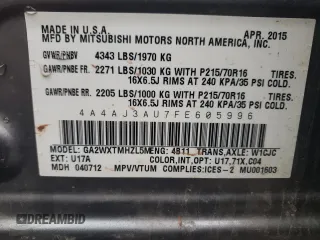 MADE IN U.S.A. APR. 2015
MFG BY MITSUBISHI MOTORS NORTH AMERICA, INC.
GVWR/PNBV 4343 LBS/1970 KG
GAWR/PNBE FR. 2271 LBS/1030 KG WITH P215/70R16 TIRES,
16X6.5J RIMS AT 240 KPA/35 PSI COLD
GAWR/PNBE RR. 2205 LBS/1000 KG WITH P215/70R16 TIRES,
16X6.5J RIMS AT 240 KPA/35 PSI COLD
4A4AJ3AU7FE605996
GA2WXTMHZL5M ENG: 4B11 TRANS,AXLE: W1CJC
EXT: U17A COLOR,INT,OPT: U17,71X,C04
MDH 040712 MPV/VTUM COMPLIES:ICES-2 MU001603
DISASTERBID